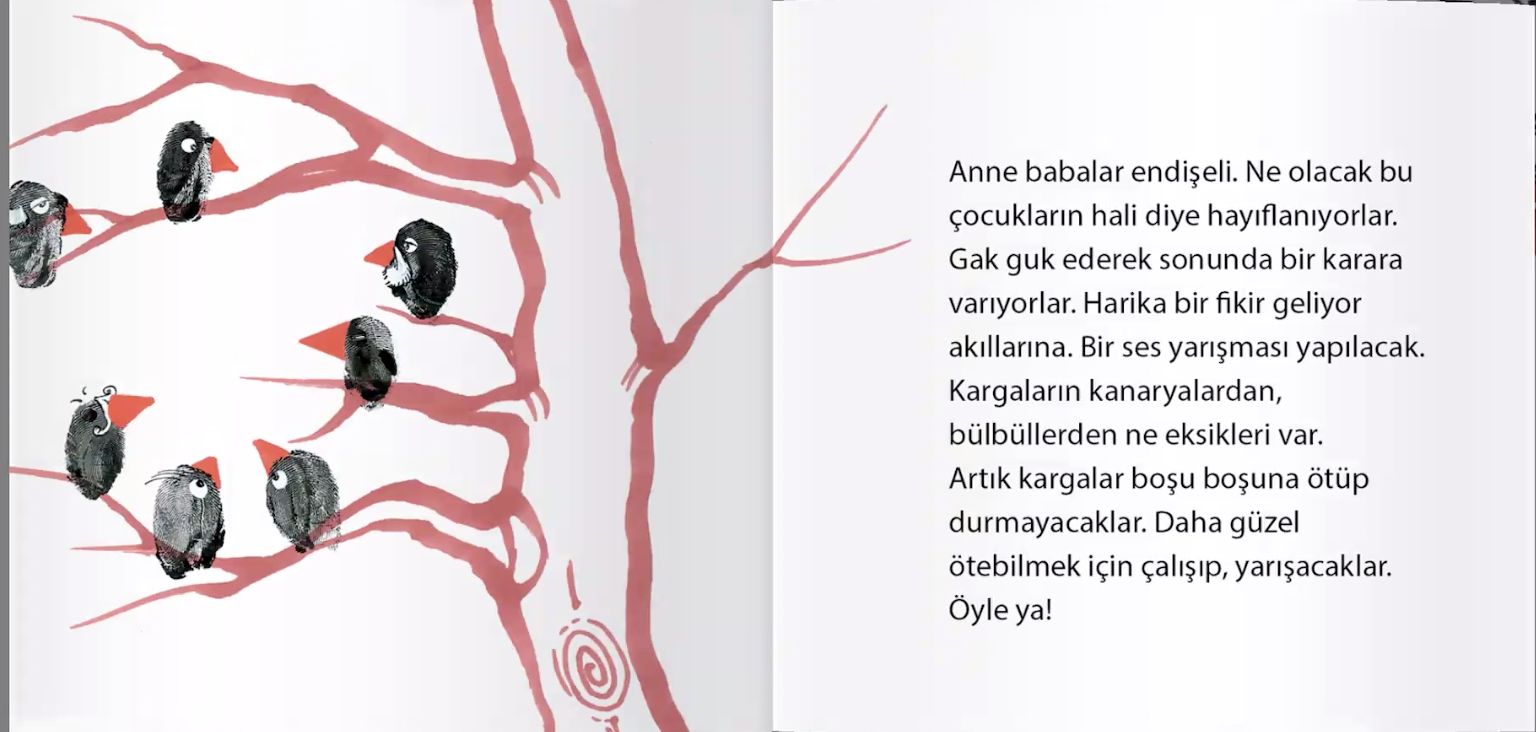 Anne babalar endişeli. Ne olacak bu
çocukların hali diye hayıflanıyorlar.
Gak guk ederek sonunda bir karara
varıyorlar. Harika bir fikir geliyor
akıllarına. Bir ses yarışması yapılacak.
Kargaların kanaryalardan,
bülbüllerden ne eksikleri var.
Artık kargalar boşu boşuna ötüp
durmayacaklar. Daha güzel
ötebilmek için çalışıp, yarışacaklar.
Öyle ya!